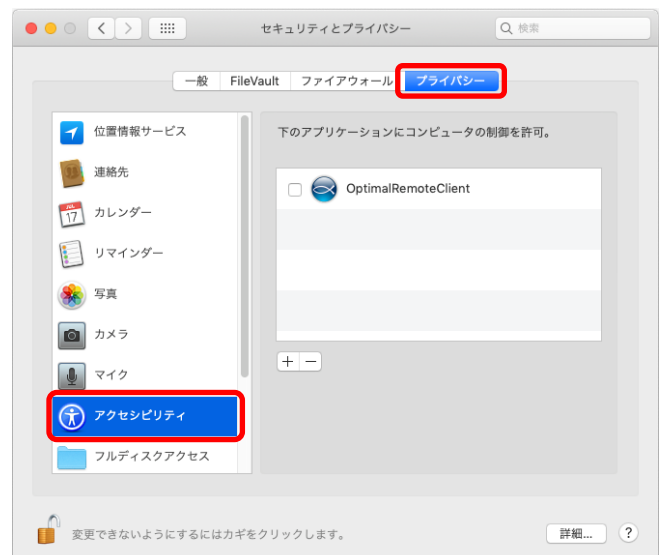 セキュリティとプライバシー
検索
一般 FileVault ファイアウォール プライバシー
位置情報サービス
連絡先
JUL
17
カレンダー
リマインダー
写真
カメラ
マイク
アクセシビリティ
フルディスクアクセス
下のアプリケーションにコンピュータの制御を許可。
OptimalRemoteClient
+ −
変更できないようにするにはカギをクリックします。
詳細... ?